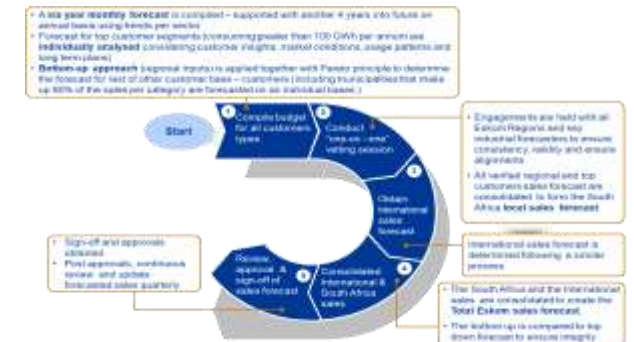 • A six year monthly forecast is compiled – supported with another 4 years into future on
annual basis using trends per sector
• Forecast for top customer segments (consuming greater than 100 GWh per annum are
individually analysed considering customer insights, market conditions, usage patterns and
long term plans)
• Bottom-up approach (regional inputs) is applied together with Pareto principle to determine
the forecast for rest of other customer base – customers (including municipalities that make
up 80% of the sales per category are forecasted on an individual bases.)
Start
1
Compile budget
for all customers
types
2
Conduct
"one-on-one"
vetting session
• Engagements are held with all
Eskom Regions and key
industrial forecasters to ensure
consistency, validity and ensure
alignments
• All verified regional and top
customers sales forecast are
consolidated to form the South
Africa local sales forecast
3
Obtain
International
sales
forecast
International sales forecast is
determined following a similar
process
4
Consolidated
International &
South Africa
sales
• The South Africa and the International
sales are consolidated to create the
Total Eskom sales forecast
• The bottom up is compared to top
down forecast to ensure integrity
5
Review,
approval &
sign-off of
sales forecast
• Sign-off and approvals
obtained
• Post approvals, continuous
review and update
forecasted sales quarterly